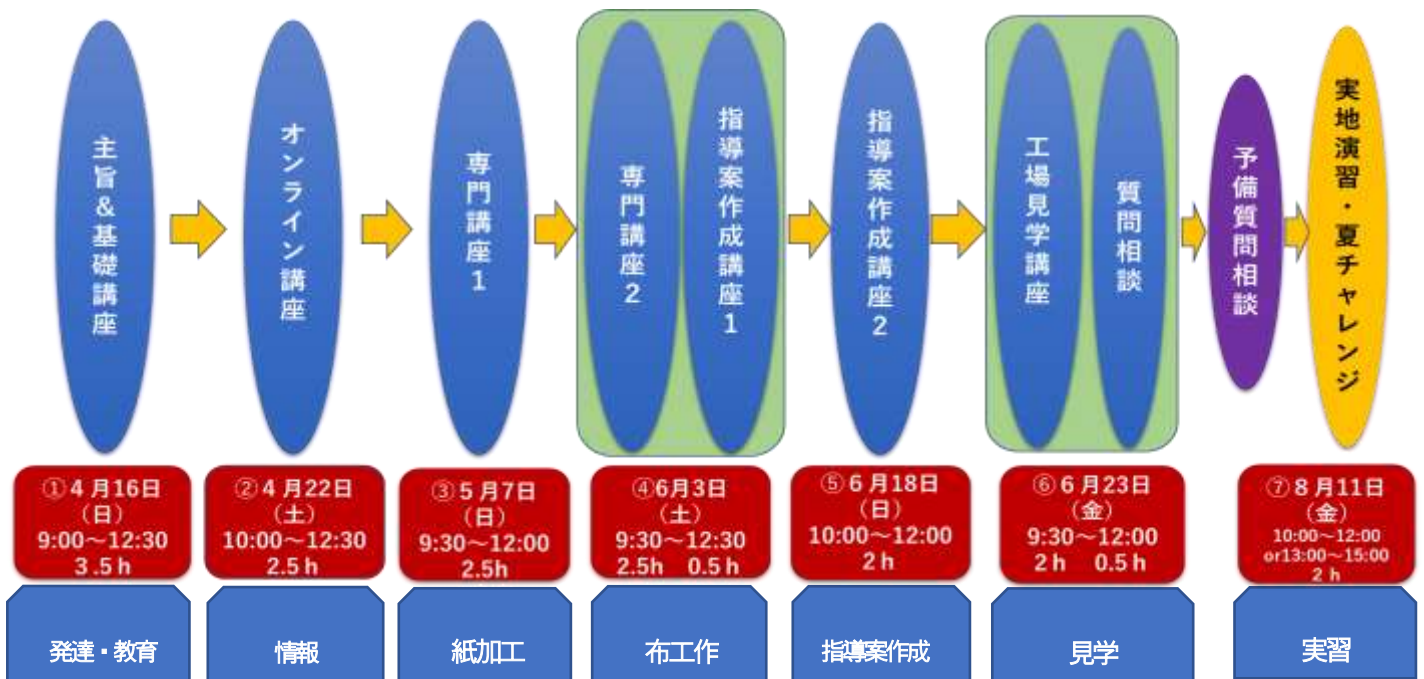 主旨&基礎講座
オンライン講座
専門講座1
専門講座2
指導案作成講座1
指導案作成講座2
工場見学講座
質問相談
予備質問相談
実地演習・夏チャレンジ
①4月16日
(日)
9:00～12:30
3.5h
②4月22日
(土)
10:00～12:30
2.5h
③5月7日
(日)
9:30～12:00
2.5h
④6月3日
(土)
9:30～12:30
2.5h 0.5h
⑤6月18日
(日)
10:00～12:00
2h
⑥6月23日
(金)
9:30～12:00
2h 0.5h
⑦8月11日
(金)
10:00～12:00
or13:00～15:00
2h
発達・教育
情報
紙加工
布工作
指導案作成
見学
実習